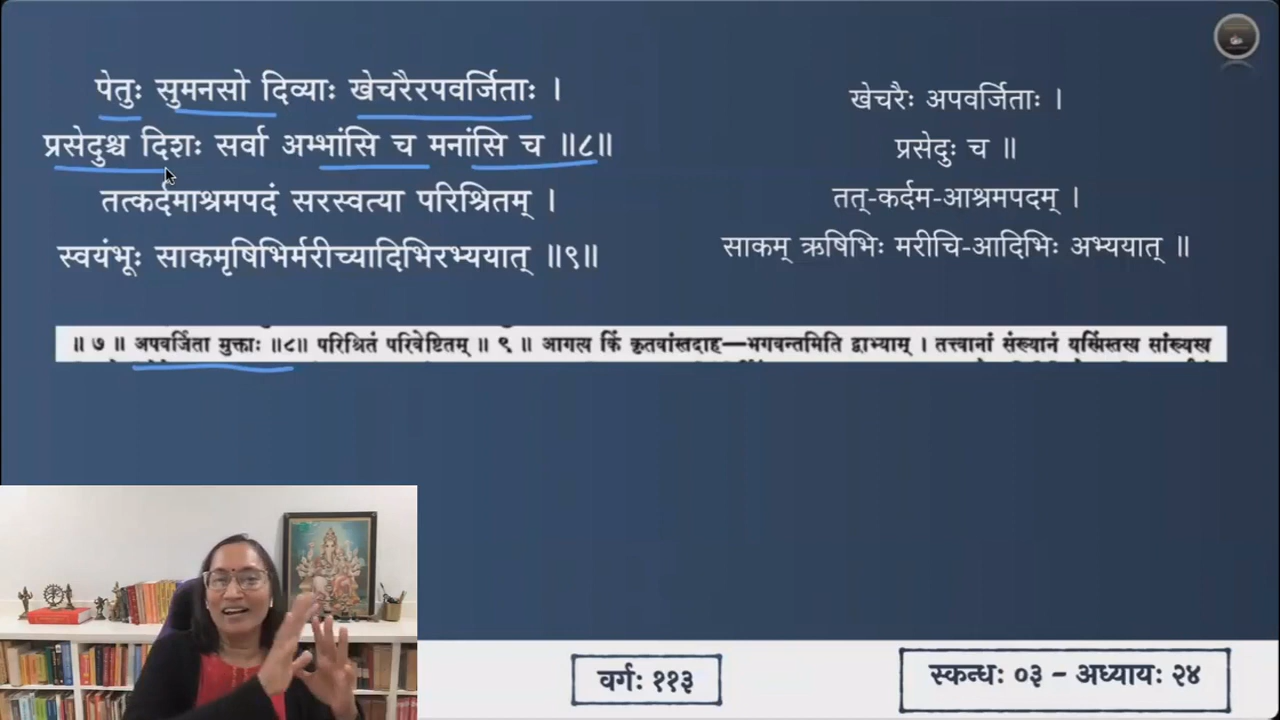 पेतुः सुमनसो दिव्याः खेचरैरपवर्जिताः ।
प्रसेदुश्च दिशः सर्वा अम्भांसि च मनांसि च ॥८॥
तत्कर्दमाश्रमपदं सरस्वत्या परिश्रितम् ।
स्वयंभूः साकमृषिभिर्मरीच्यादिभिरभ्ययात् ॥९॥
खेचरैः अपवर्जिताः ।
प्रसेदुः च ॥
तत्-कर्दम-आश्रमपदम् ।
साकम् ऋषिभिः मरीचि-आदिभिः अभ्ययात् ॥
॥ ७ ॥ अपवर्जिता मुक्ताः ॥८॥ परिश्रितं परिवेष्टितम् ॥ ९ ॥ आगत्य किं कृतवांस्तदाह—भगवन्तमिति द्वाभ्याम् । तत्त्वानां संख्यानं यस्मिंस्तस्य सांख्यस्य
वर्गः ११३
स्कन्धः ०३ - अध्यायः २४